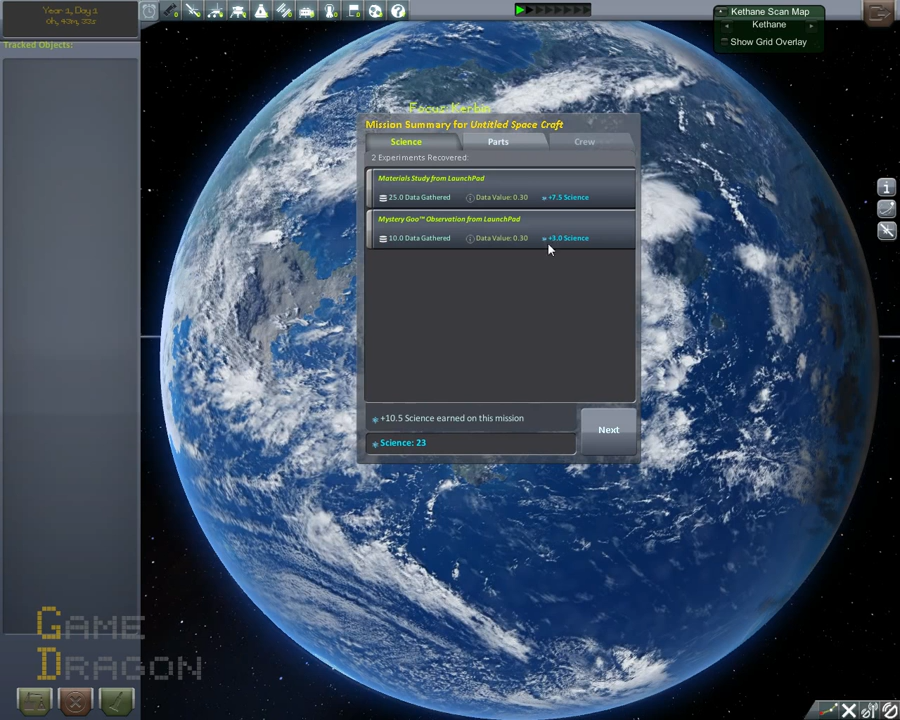 Year 1, Day 1
0h, 43m, 33s
Tracked Objects:
Kethane Scan Map
Kethane
Show Grid Overlay
Focus: Kerbin
Mission Summary for Untitled Space Craft
Science
Parts
Crew
2 Experiments Recovered:
Materials Study from LaunchPad
25.0 Data Gathered
Data Value: 0.30
+7.5 Science
Mystery Goo™ Observation from LaunchPad
10.0 Data Gathered
Data Value: 0.30
+3.0 Science
+10.5 Science earned on this mission
Science: 23
Next
GAME
DRAGON